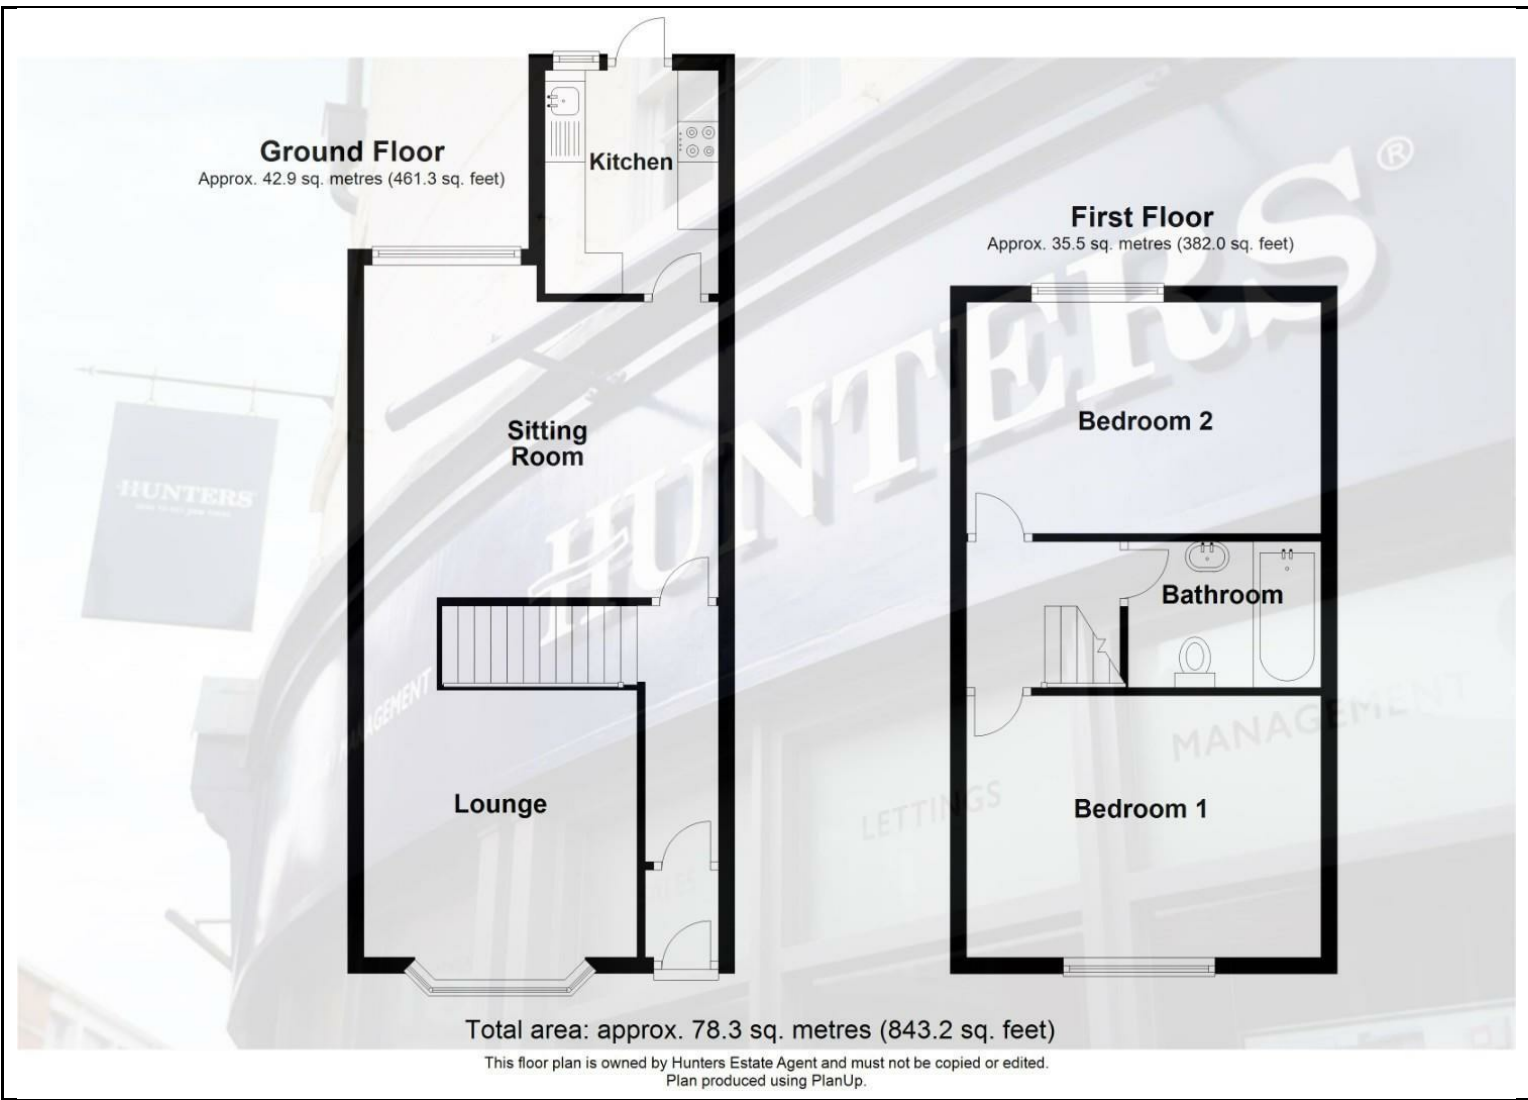 Ground Floor
Approx. 42.9 sq. metres (461.3 sq. feet)
Kitchen
Sitting
Room
Lounge
First Floor
Approx. 35.5 sq. metres (382.0 sq. feet)
Bedroom 2
Bathroom
Bedroom 1
HUNTERS®
HUNTERS
MANAGEMENT
LETTINGS
MANAGEMENT
Total area: approx. 78.3 sq. metres (843.2 sq. feet)
This floor plan is owned by Hunters Estate Agent and must not be copied or edited.
Plan produced using PlanUp.